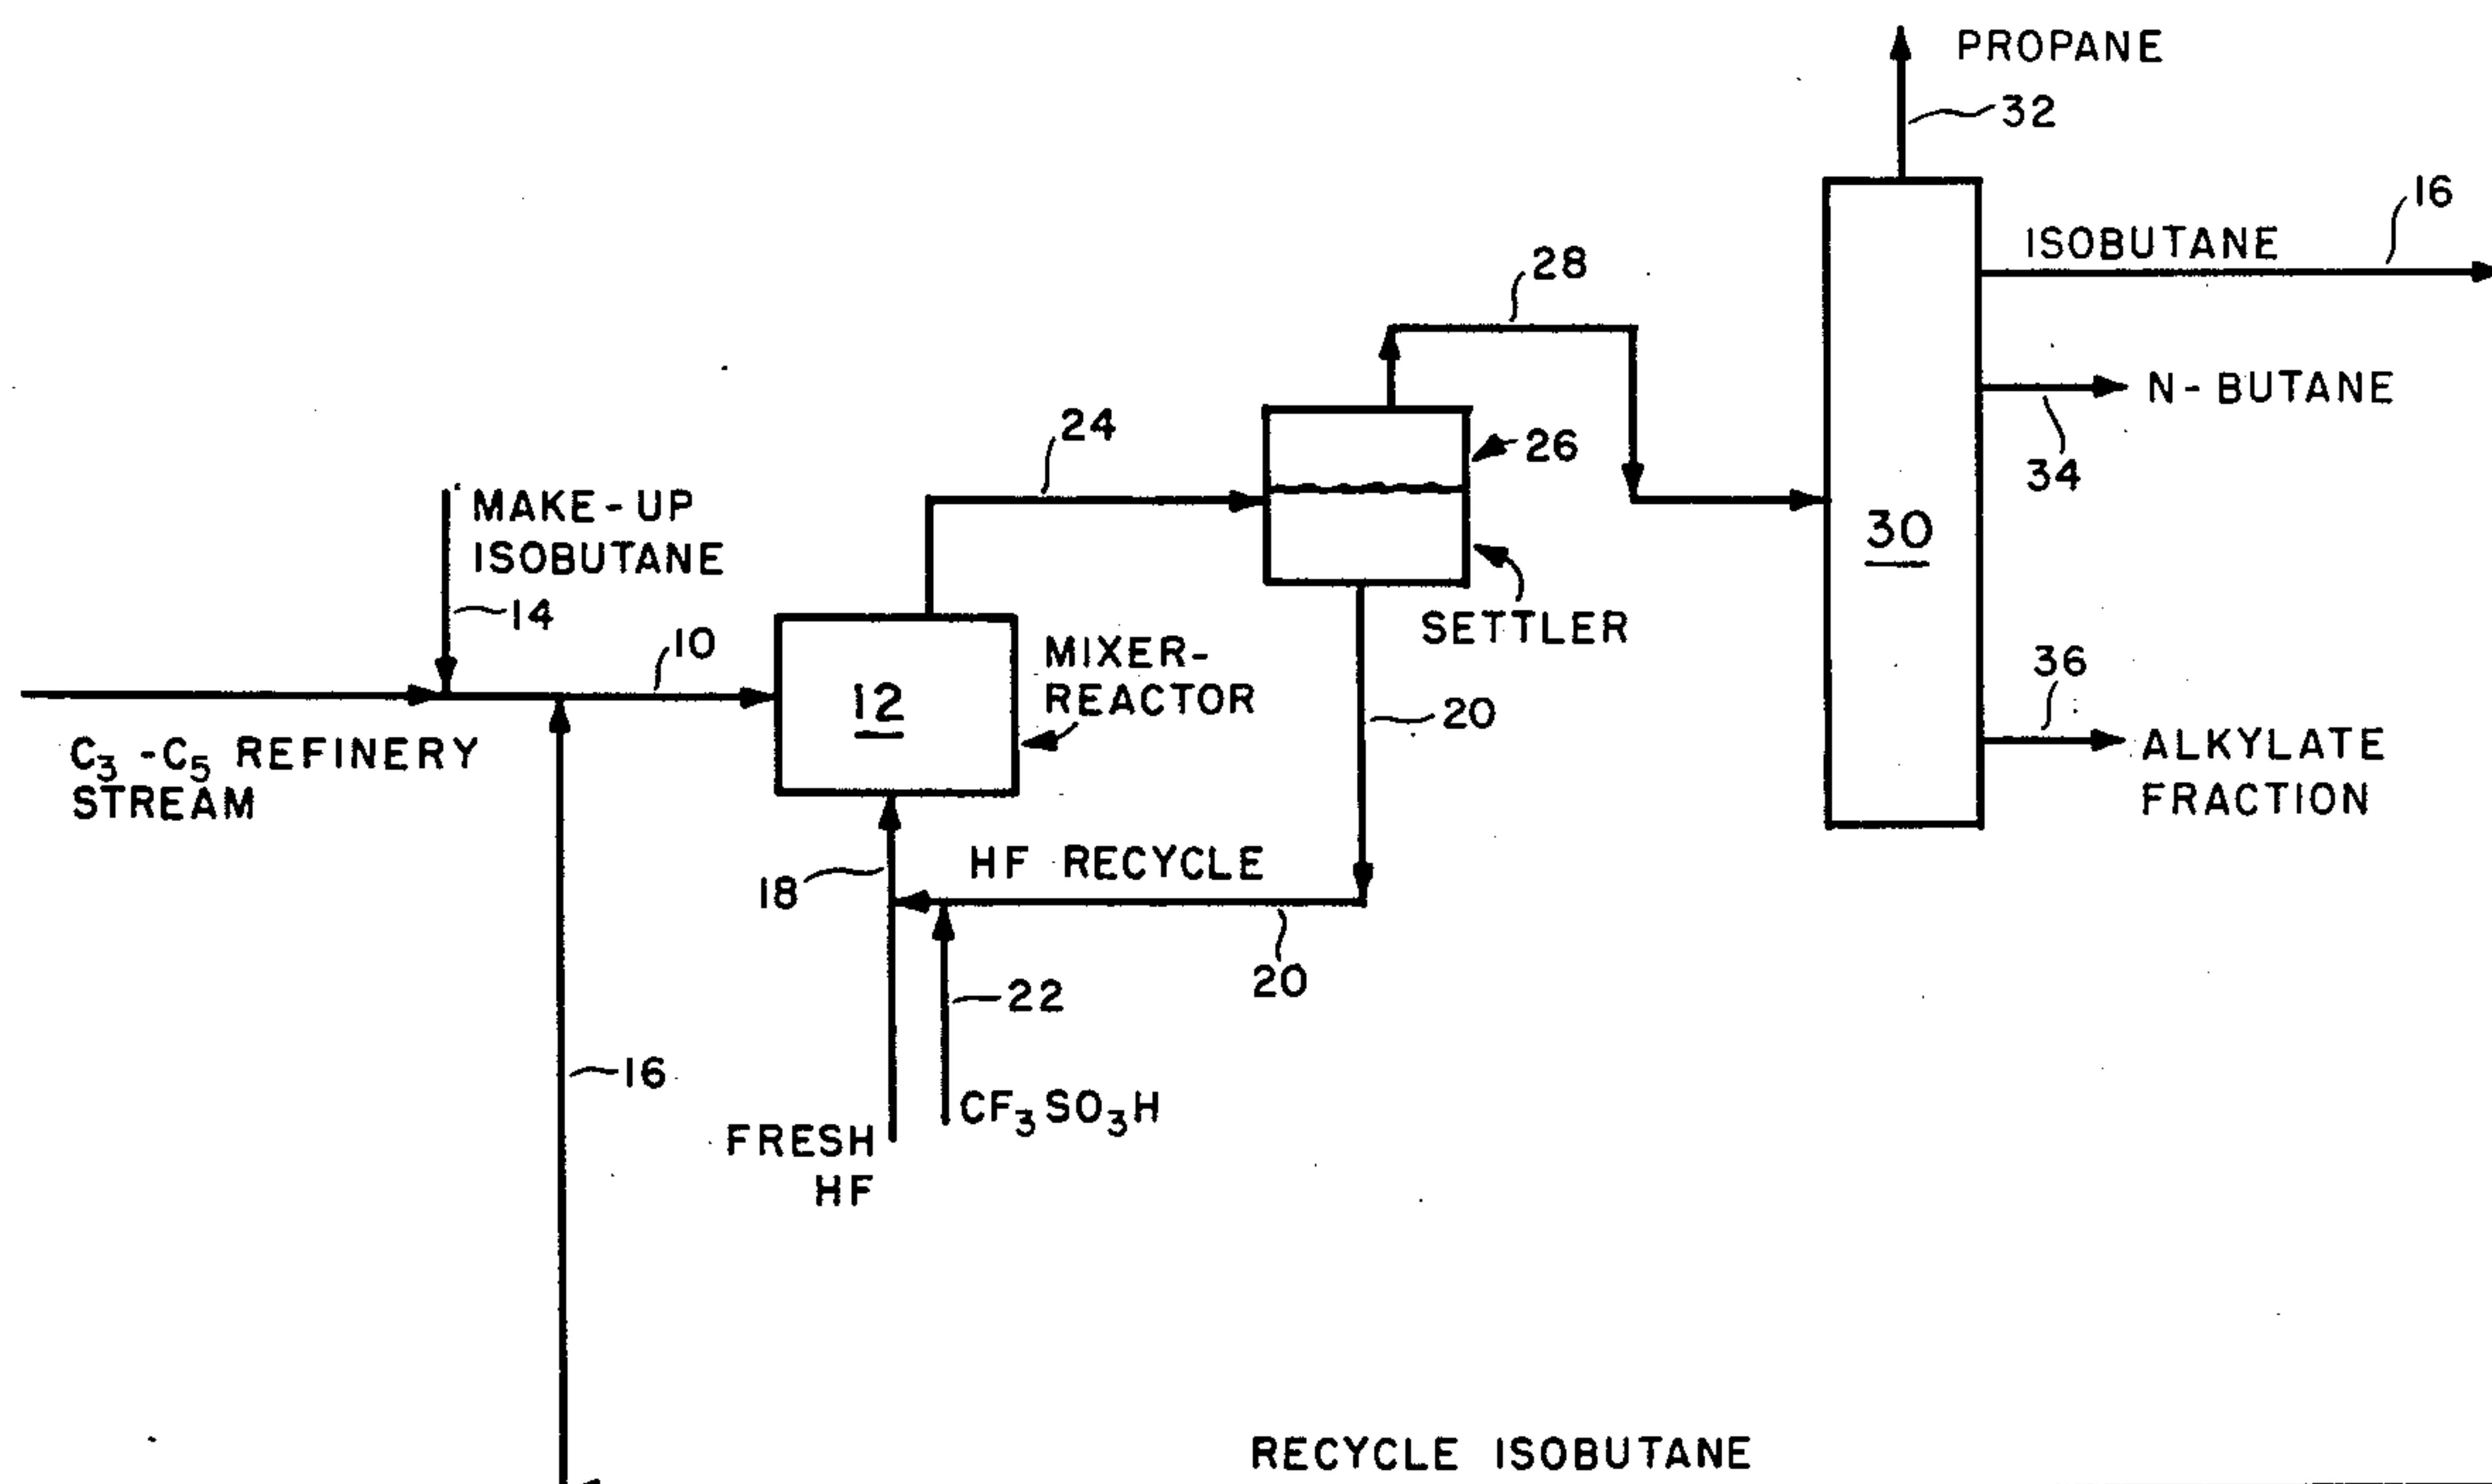 PROPANE
32
16
ISOBUTANE
28
N-BUTANE
34
26
24
MAKE-UP
ISOBUTANE
14
30
SETTLER
10
MIXER-
REACTOR
12
36
20
C3-C5 REFINERY
STREAM
ALKYLATE
FRACTION
HF RECYCLE
18
20
22
16
CF3SO3H
FRESH
HF
RECYCLE ISOBUTANE